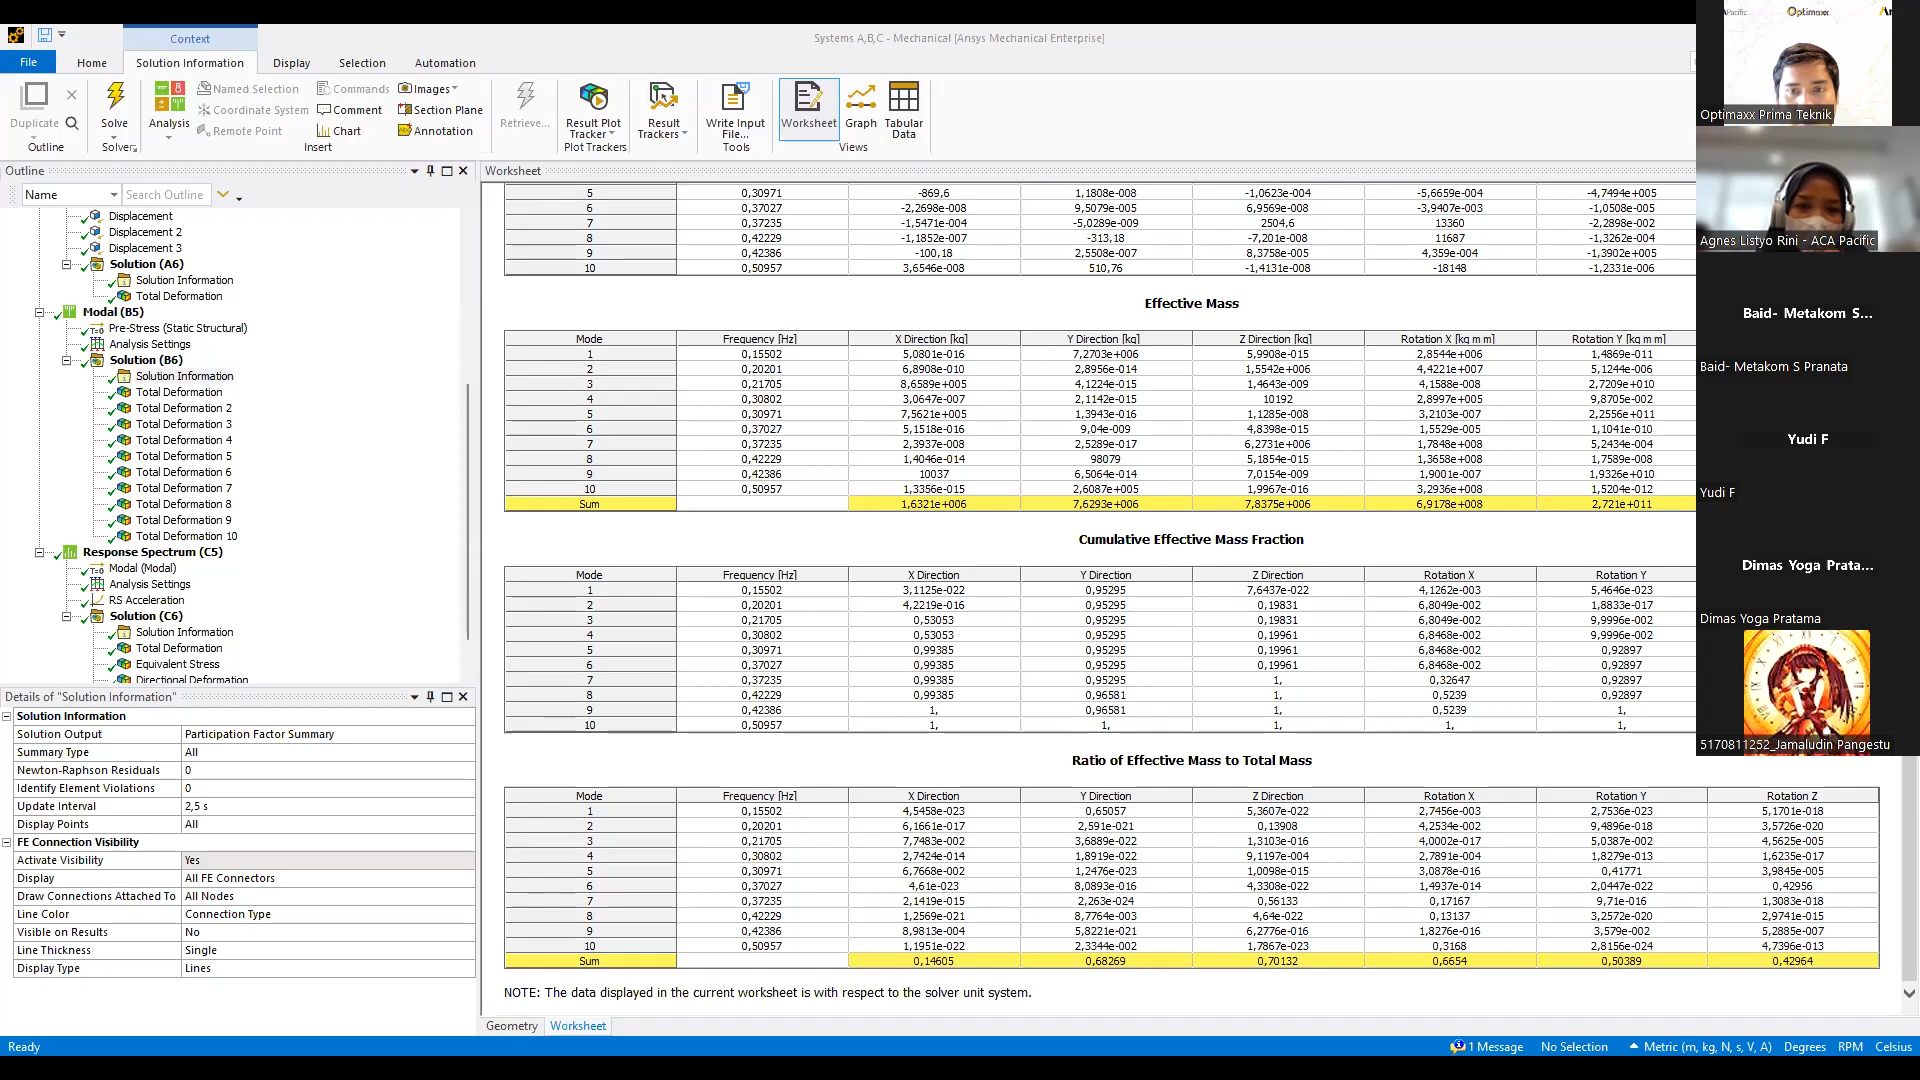 Context
Systems A,B,C - Mechanical [Ansys Mechanical Enterprise]
File Home Solution Information Display Selection Automation
Duplicate
Outline
Solve
Solver
Analysis
Named Selection
Coordinate System
Remote Point
Commands
Comment
Chart
Images
Section Plane
Annotation
Insert
Retrieve...
Result Plot Tracker
Plot Trackers
Result Trackers
Write Input File...
Tools
Worksheet
Graph
Tabular Data
Views
Outline
Name Search Outline
Displacement
Displacement 2
Displacement 3
Solution (A6)
Solution Information
Total Deformation
Modal (B5)
Pre-Stress (Static Structural)
Analysis Settings
Solution (B6)
Solution Information
Total Deformation
Total Deformation 2
Total Deformation 3
Total Deformation 4
Total Deformation 5
Total Deformation 6
Total Deformation 7
Total Deformation 8
Total Deformation 9
Total Deformation 10
Response Spectrum (C5)
Modal (Modal)
Analysis Settings
RS Acceleration
Solution (C6)
Solution Information
Total Deformation
Equivalent Stress
Directional Deformation
Details of "Solution Information"
Solution Information
Solution Output Participation Factor Summary
Summary Type All
Newton-Raphson Residuals 0
Identify Element Violations 0
Update Interval 2,5 s
Display Points All
FE Connection Visibility
Activate Visibility Yes
Display All FE Connectors
Draw Connections Attached To All Nodes
Line Color Connection Type
Visible on Results No
Line Thickness Single
Display Type Lines
Worksheet
5 0,30971 -869,6 1,1808e-008 -1,0623e-004 -5,6659e-004 -4,7494e+005
6 0,37027 -2,2698e-008 9,5079e-005 6,9569e-008 -3,9407e-003 -1,0508e-005
7 0,37235 -1,5471e-004 -5,0289e-009 2504,6 13360 -2,2898e-002
8 0,42229 -1,1852e-007 -313,18 -7,201e-008 11687 -1,3262e-004
9 0,42386 -100,18 2,5508e-007 8,3758e-005 4,359e-004 -1,3902e+005
10 0,50957 3,6546e-008 510,76 -1,4131e-008 -18148 -1,2331e-006
Effective Mass
Mode Frequency [Hz] X Direction [kg] Y Direction [kg] Z Direction [kg] Rotation X [kg m m] Rotation Y [kg m m]
1 0,15502 5,0801e-016 7,2703e+006 5,9908e-015 2,8544e+006 1,4869e-011
2 0,20201 6,8908e-010 2,8956e-014 1,5542e+006 4,4221e+007 5,1244e-006
3 0,21705 8,6589e+005 4,1224e-015 1,4643e-009 4,1588e-008 2,7209e+010
4 0,30802 3,0647e-007 2,1142e-015 10192 2,8997e+005 9,8705e-002
5 0,30971 7,5621e+005 1,3943e-016 1,1285e-008 3,2103e-007 2,2556e+011
6 0,37027 5,1518e-016 9,04e-009 4,8398e-015 1,5529e-005 1,1041e-010
7 0,37235 2,3937e-008 2,5289e-017 6,2731e+006 1,7848e+008 5,2434e-004
8 0,42229 1,4046e-014 98079 5,1854e-015 1,3658e+008 1,7589e-008
9 0,42386 10037 6,5064e-014 7,0154e-009 1,9001e-007 1,9326e+010
10 0,50957 1,3356e-015 2,6087e+005 1,9967e-016 3,2936e+008 1,5204e-012
Sum 1,6321e+006 7,6293e+006 7,8375e+006 6,9178e+008 2,721e+011
Cumulative Effective Mass Fraction
Mode Frequency [Hz] X Direction Y Direction Z Direction Rotation X Rotation Y
1 0,15502 3,1125e-022 0,95295 7,6437e-022 4,1262e-003 5,4646e-023
2 0,20201 4,2219e-016 0,95295 0,19831 6,8049e-002 1,8833e-017
3 0,21705 0,53053 0,95295 0,19831 6,8049e-002 9,9996e-002
4 0,30802 0,53053 0,95295 0,19961 6,8468e-002 9,9996e-002
5 0,30971 0,99385 0,95295 0,19961 6,8468e-002 0,92897
6 0,37027 0,99385 0,95295 0,19961 6,8468e-002 0,92897
7 0,37235 0,99385 0,95295 1, 0,32647 0,92897
8 0,42229 0,99385 0,96581 1, 0,5239 0,92897
9 0,42386 1, 0,96581 1, 0,5239 1,
10 0,50957 1, 1, 1, 1, 1,
Ratio of Effective Mass to Total Mass
Mode Frequency [Hz] X Direction Y Direction Z Direction Rotation X Rotation Y Rotation Z
1 0,15502 4,5458e-023 0,65057 5,3607e-022 2,7456e-003 2,7536e-023 5,1701e-018
2 0,20201 6,1661e-017 2,591e-021 0,13908 4,2534e-002 9,4896e-018 3,5726e-020
3 0,21705 7,7483e-002 3,6889e-022 1,3103e-016 4,0002e-017 5,0387e-002 4,5625e-005
4 0,30802 2,7424e-014 1,8919e-022 9,1197e-004 2,7891e-004 1,8279e-013 1,6235e-017
5 0,30971 6,7668e-002 1,2476e-023 1,0098e-015 3,0878e-016 0,41771 3,9845e-005
6 0,37027 4,61e-023 8,0893e-016 4,3308e-022 1,4937e-014 2,0447e-022 0,42956
7 0,37235 2,1419e-015 2,263e-024 0,56133 0,17167 9,71e-016 1,3083e-018
8 0,42229 1,2569e-021 8,7764e-003 4,64e-022 0,13137 3,2572e-020 2,9741e-015
9 0,42386 8,9813e-004 5,8221e-021 6,2776e-016 1,8276e-016 3,579e-002 5,2885e-007
10 0,50957 1,1951e-022 2,3344e-002 1,7867e-023 0,3168 2,8156e-024 4,7396e-013
Sum 0,14605 0,68269 0,70132 0,6654 0,50389 0,42964
NOTE: The data displayed in the current worksheet is with respect to the solver unit system.
Geometry Worksheet
Ready 1 Message No Selection Metric (m, kg, N, s, V, A) Degrees RPM Celsius
Pacific Optimaxx
Optimaxx Prima Teknik
Agnes Listyo Rini - ACA Pacific
Baid- Metakom S...
Baid- Metakom S Pranata
Yudi F
Yudi F
Dimas Yoga Prata...
Dimas Yoga Pratama
5170811252_Jamaludin Pangestu